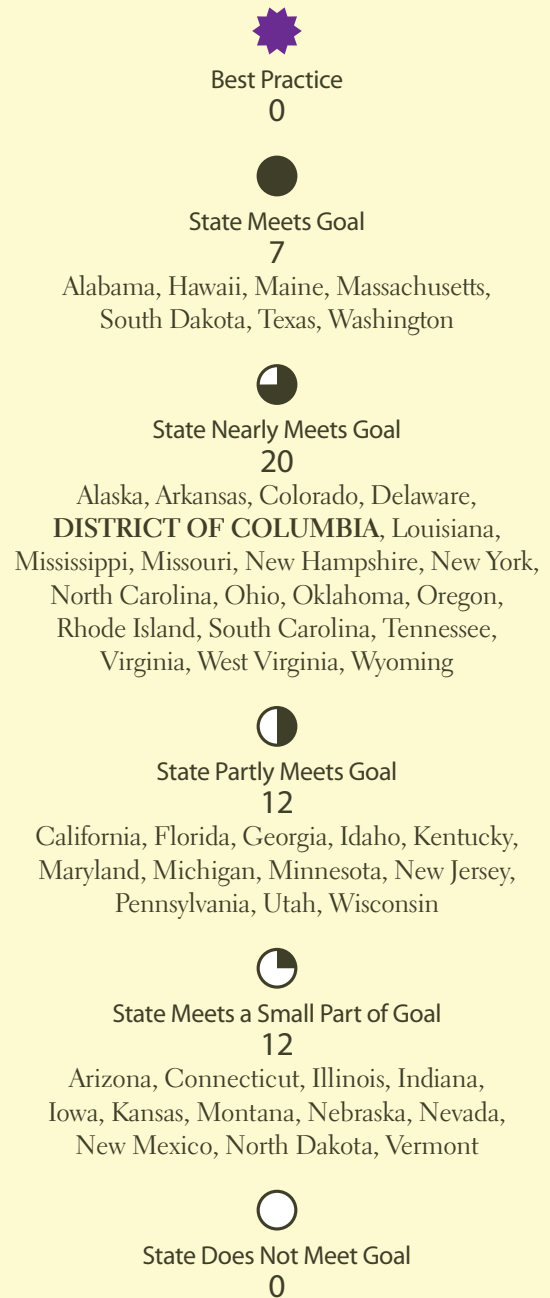 Best Practice
0
State Meets Goal
7
Alabama, Hawaii, Maine, Massachusetts,
South Dakota, Texas, Washington
State Nearly Meets Goal
20
Alaska, Arkansas, Colorado, Delaware,
DISTRICT OF COLUMBIA, Louisiana,
Mississippi, Missouri, New Hampshire, New York,
North Carolina, Ohio, Oklahoma, Oregon,
Rhode Island, South Carolina, Tennessee,
Virginia, West Virginia, Wyoming
State Partly Meets Goal
12
California, Florida, Georgia, Idaho, Kentucky,
Maryland, Michigan, Minnesota, New Jersey,
Pennsylvania, Utah, Wisconsin
State Meets a Small Part of Goal
12
Arizona, Connecticut, Illinois, Indiana,
Iowa, Kansas, Montana, Nebraska, Nevada,
New Mexico, North Dakota, Vermont
State Does Not Meet Goal
0